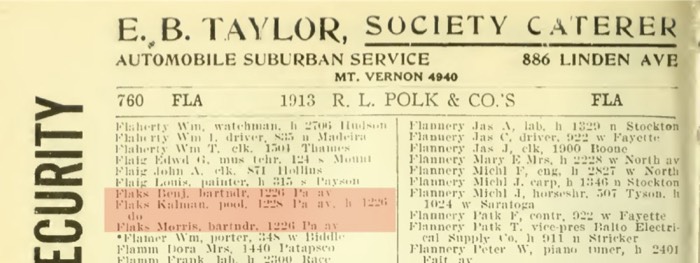 E. B. TAYLOR, SOCIETY CATERER
AUTOMOBILE SUBURBAN SERVICE 886 LINDEN AVE
MT. VERNON 4940
760 FLA 1913 R. L. POLK & CO.'S FLA
ECURITY
Flaherty Wm, watchman, h 2706 Hudson
Flaherty Wm I, driver, 835 n Madeira
Flaherty Wm T, clk, 1504 Thames
Flaig Edwd G, mus tchr, 124 s Mount
Flaig John A, clk, 871 Hollins
Flaig Louis, painter, h 315 s Payson
Flaks Benj, bartndr, 1226 Pa av
Flaks Kalman, pool, 1228 Pa av, h 1226
do
Flaks Morris, bartndr, 1226 Pa av
*Flamer Wm, porter, 348 w Biddle
Flamm Dora Mrs, 1440 Patapsco
Flamm Frank, lab, h 2300 Race
Flannery Jas A, lab, h 1329 n Stockton
Flannery Jas C, driver, 922 w Fayette
Flannery Jas J, clk, 1900 Boone
Flannery Mary E Mrs, h 2228 w North av
Flannery Michl F, eng, h 2827 w North
Flannery Michl J, carp, h 1346 n Stockton
Flannery Michl J, horseshr, 507 Tyson, h
1024 w Saratoga
Flannery Patk F, contr, 922 w Fayette
Flannery Patk T, vice-pres Balto Electri-
cal Supply Co, h 911 n Stricker
Flannery Peter W, piano tuner, h 2401
Fait av